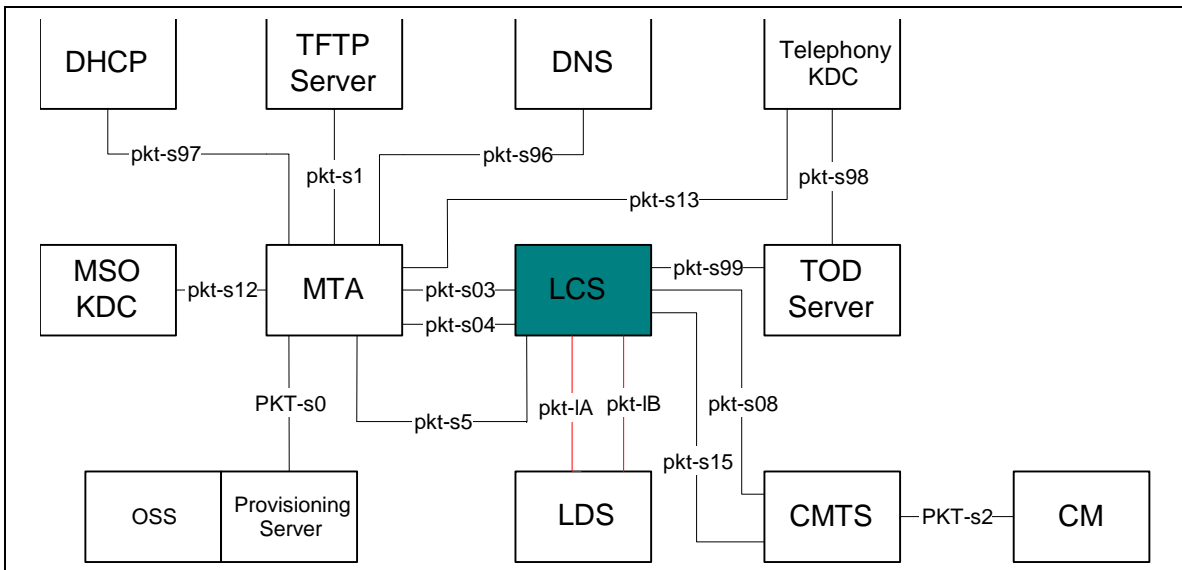 DHCP
TFTP
Server
DNS
Telephony
KDC
pkt-s97
pkt-s1
pkt-s96
pkt-s98
pkt-s13
MSO
KDC
pkt-s12
MTA
pkt-s03
pkt-s04
LCS
pkt-s99
TOD
Server
PKT-s0
pkt-s5
pkt-lA
pkt-lB
pkt-s08
pkt-s15
OSS
Provisioning
Server
LDS
CMTS
PKT-s2
CM